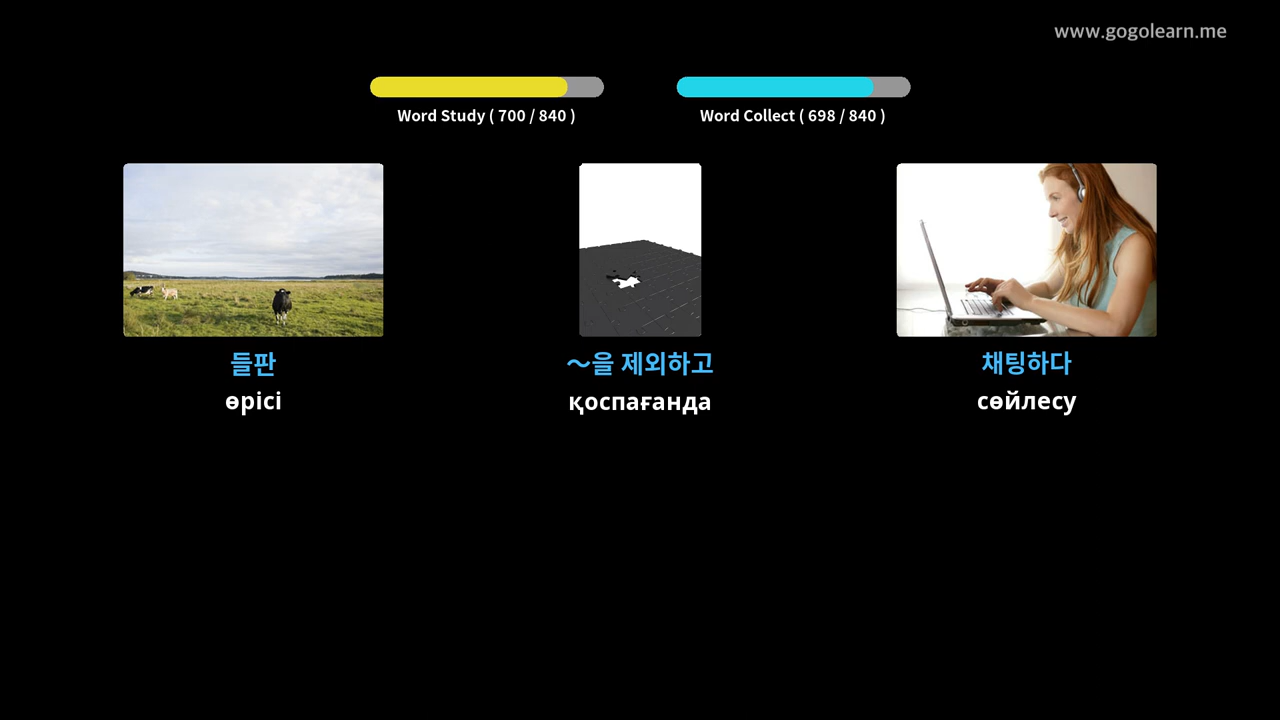 www.gogolearn.me
Word Study ( 700 / 840 )
Word Collect ( 698 / 840 )
들판
өрісі
～을 제외하고
қоспағанда
채팅하다
сөйлесу